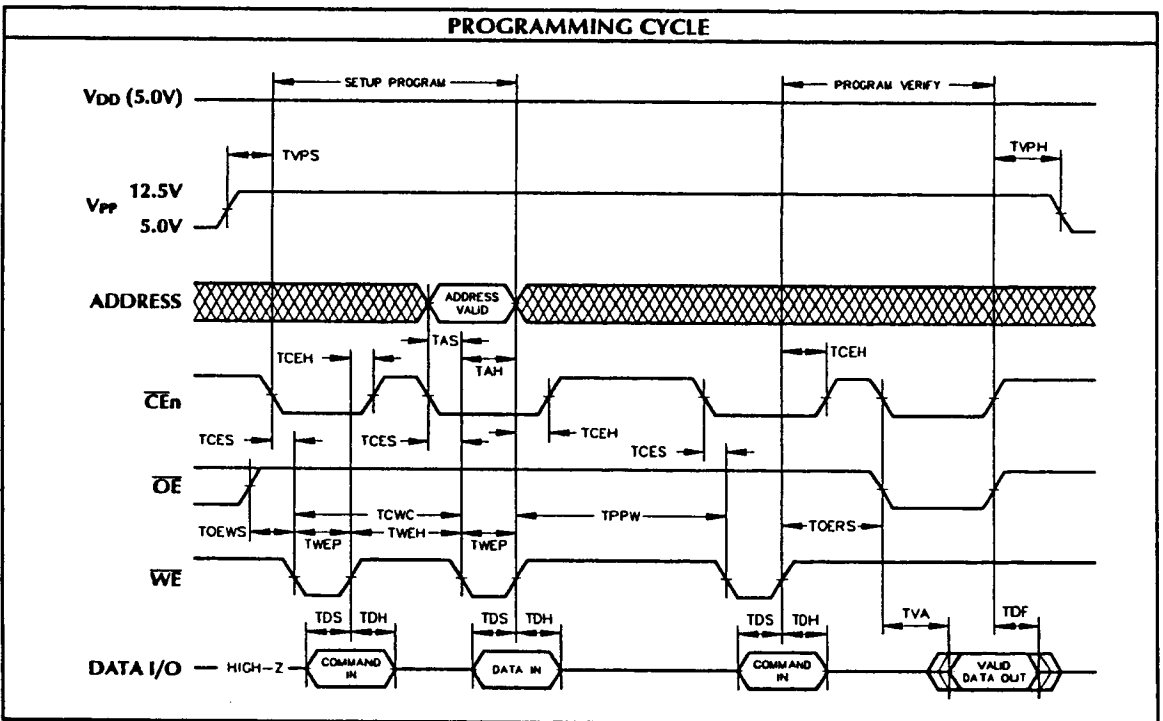 PROGRAMMING CYCLE
SETUP PROGRAM
PROGRAM VERIFY
VDD (5.0V)
TVPS
TVPH
VPP
12.5V
5.0V
ADDRESS
ADDRESS
VALID
TAS
TAH
TCEH
TCEH
CEn
TCES
TCES
TCEH
TCES
OE
TOEWS
TCWC
TWEP
TWEH
TWEP
TPPW
TOERS
WE
TDS
TDH
TDS
TDH
TDS
TDH
TVA
TDF
DATA I/O
HIGH-Z
COMMAND
IN
DATA IN
COMMAND
IN
VALID
DATA OUT